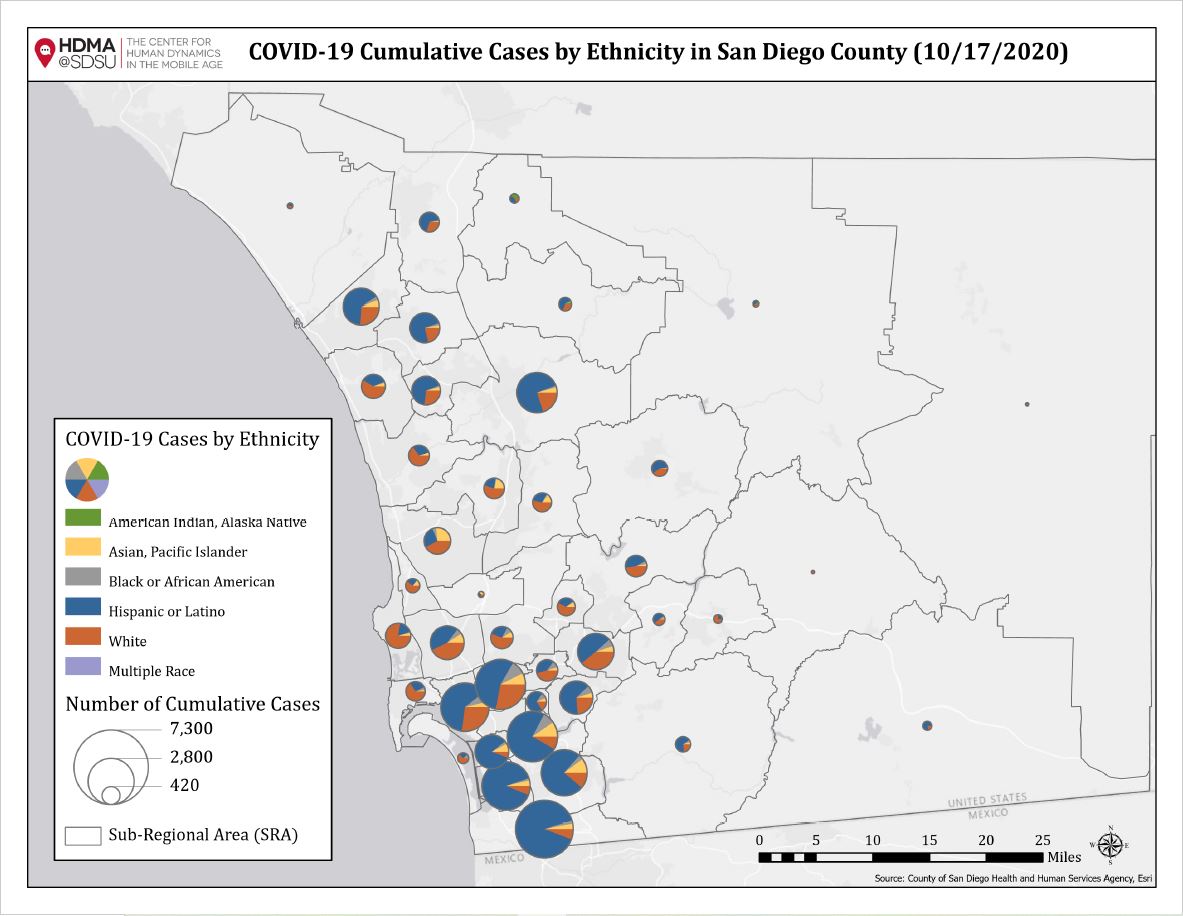 HDMA
@SDSU
THE CENTER FOR
HUMAN DYNAMICS
IN THE MOBILE AGE
COVID-19 Cumulative Cases by Ethnicity in San Diego County (10/17/2020)
COVID-19 Cases by Ethnicity
American Indian, Alaska Native
Asian, Pacific Islander
Black or African American
Hispanic or Latino
White
Multiple Race
Number of Cumulative Cases
7,300
2,800
420
Sub-Regional Area (SRA)
UNITED STATES
MEXICO
MEXICO
0 5 10 15 20 25
Miles
N
W E
S
Source: County of San Diego Health and Human Services Agency, Esri